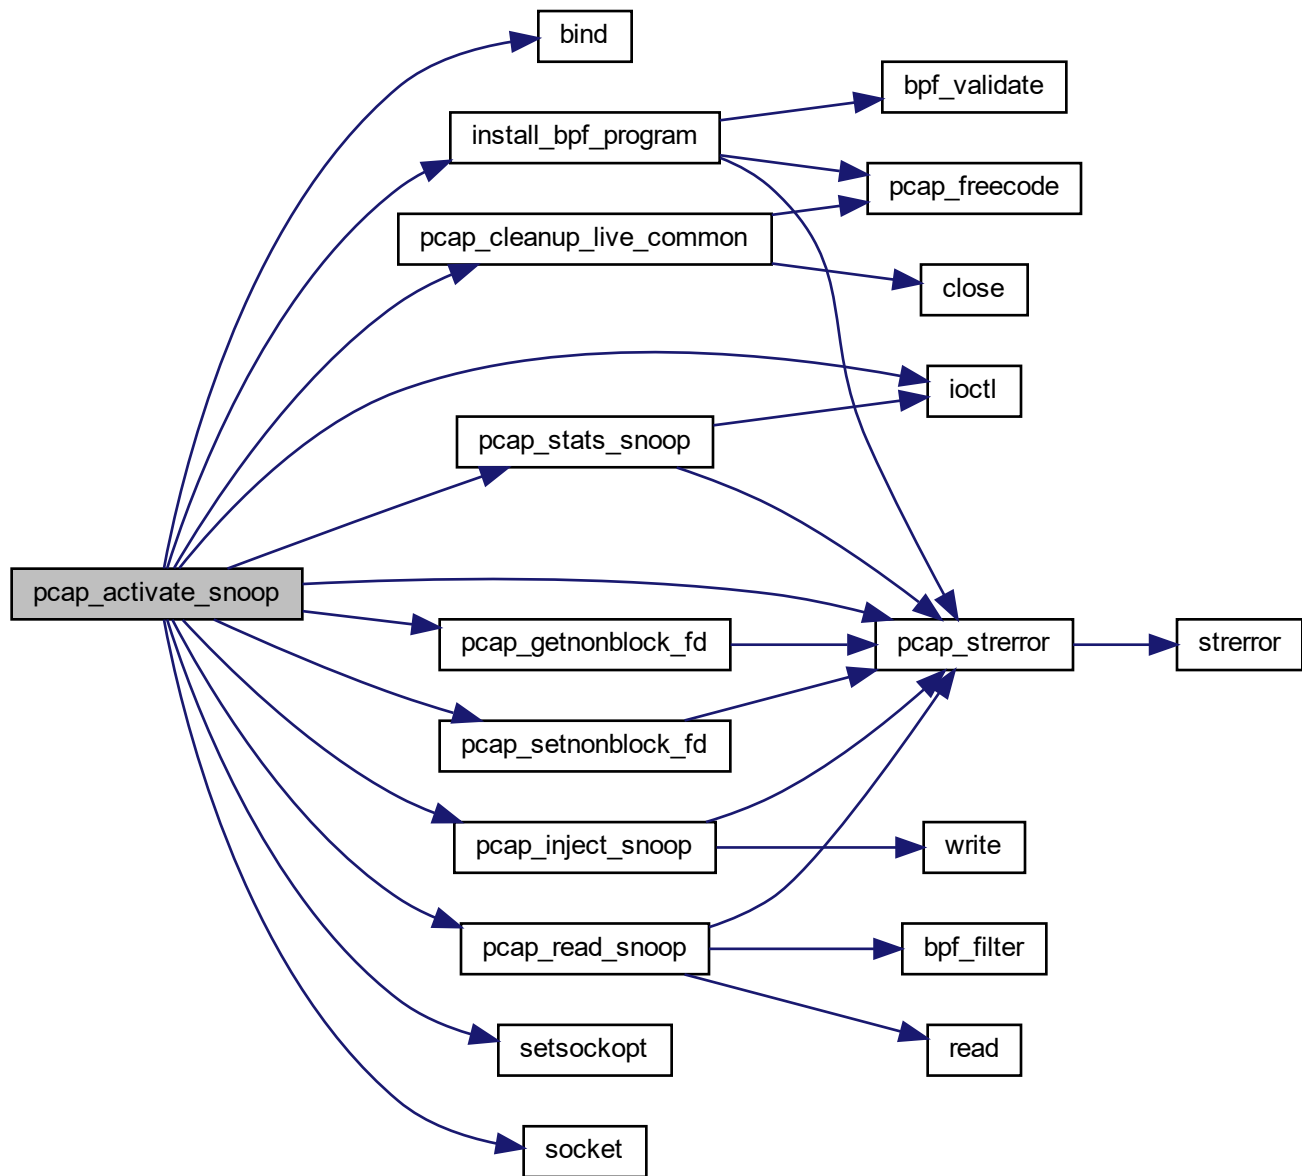 bind
bpf_validate
install_bpf_program
pcap_freecode
pcap_cleanup_live_common
close
ioctl
pcap_stats_snoop
pcap_activate_snoop
pcap_getnonblock_fd
pcap_strerror
strerror
pcap_setnonblock_fd
pcap_inject_snoop
write
pcap_read_snoop
bpf_filter
setsockopt
read
socket